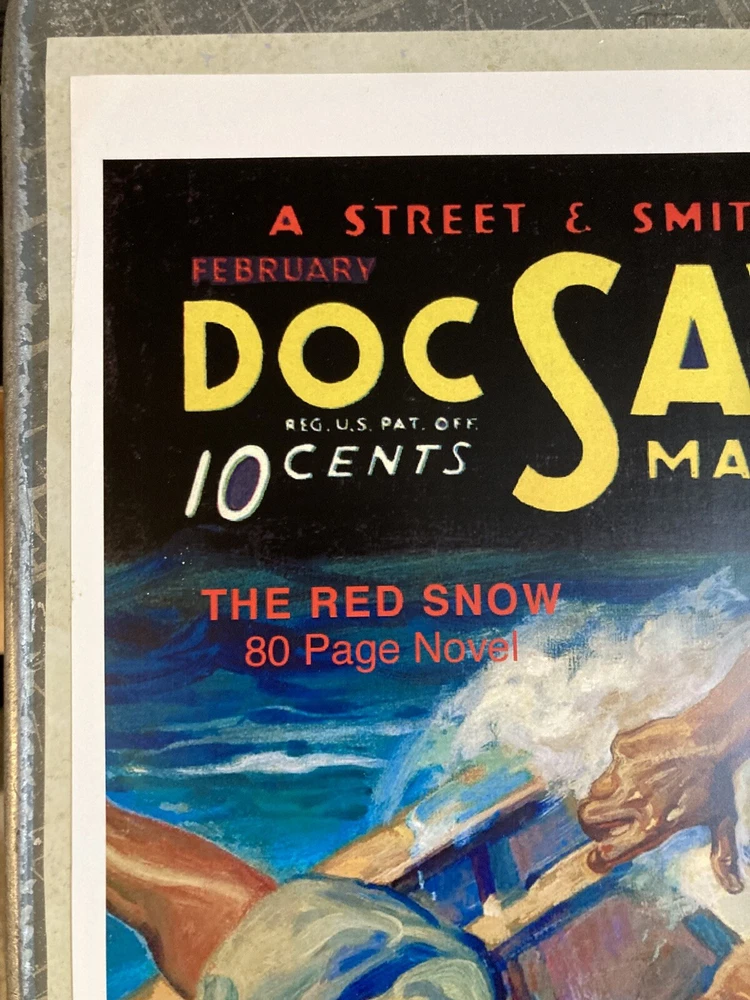 A STREET & SMIT
FEBRUARY
DOC SA
REG. U.S. PAT. OFF.
10 CENTS
MA
THE RED SNOW
80 Page Novel